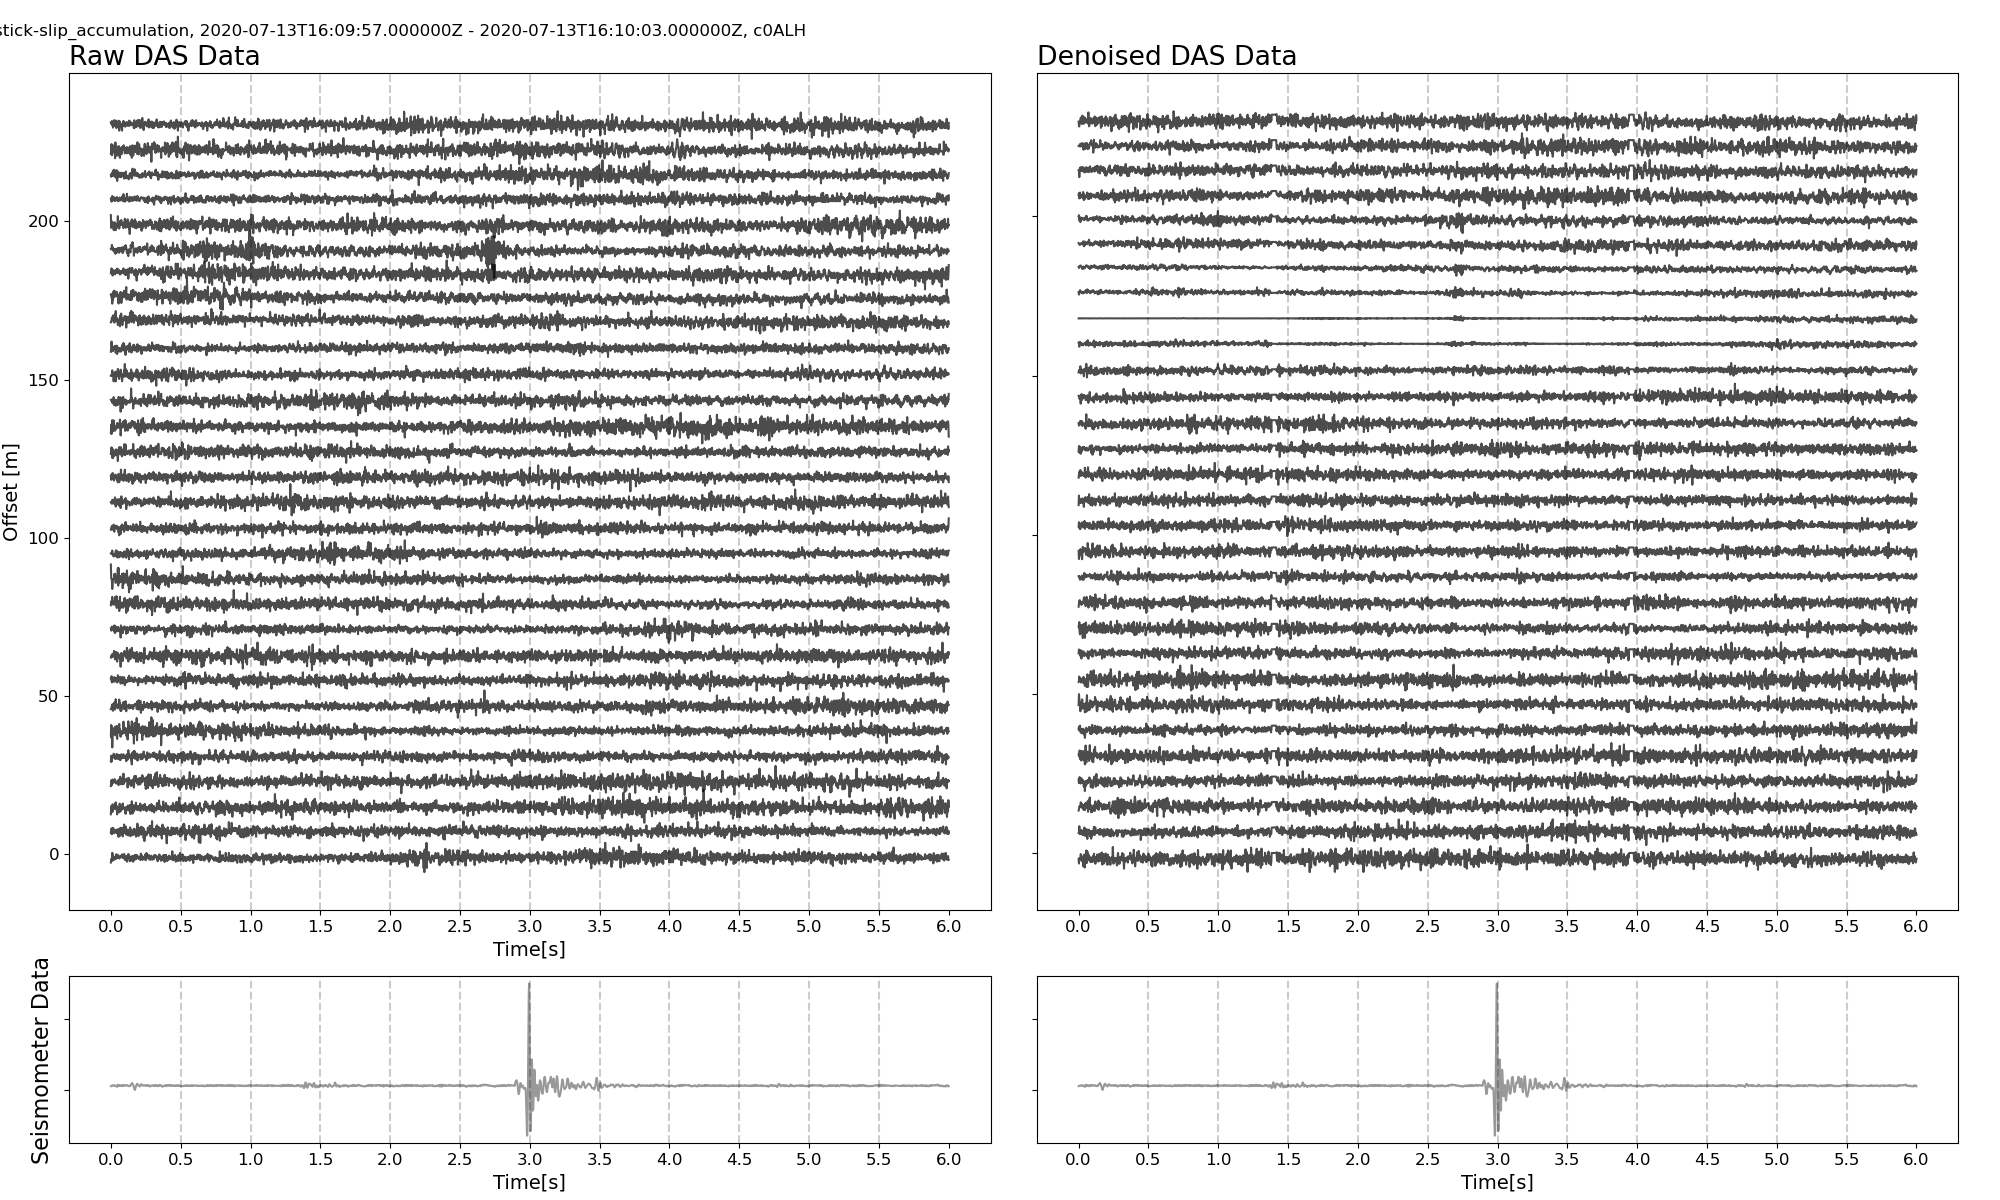 stick-slip_accumulation, 2020-07-13T16:09:57.000000Z - 2020-07-13T16:10:03.000000Z, c0ALH
Raw DAS Data
Denoised DAS Data
Offset [m]
200
150
100
50
0
0.0 0.5 1.0 1.5 2.0 2.5 3.0 3.5 4.0 4.5 5.0 5.5 6.0
Time[s]
0.0 0.5 1.0 1.5 2.0 2.5 3.0 3.5 4.0 4.5 5.0 5.5 6.0
Seismometer Data
0.0 0.5 1.0 1.5 2.0 2.5 3.0 3.5 4.0 4.5 5.0 5.5 6.0
Time[s]
0.0 0.5 1.0 1.5 2.0 2.5 3.0 3.5 4.0 4.5 5.0 5.5 6.0
Time[s]